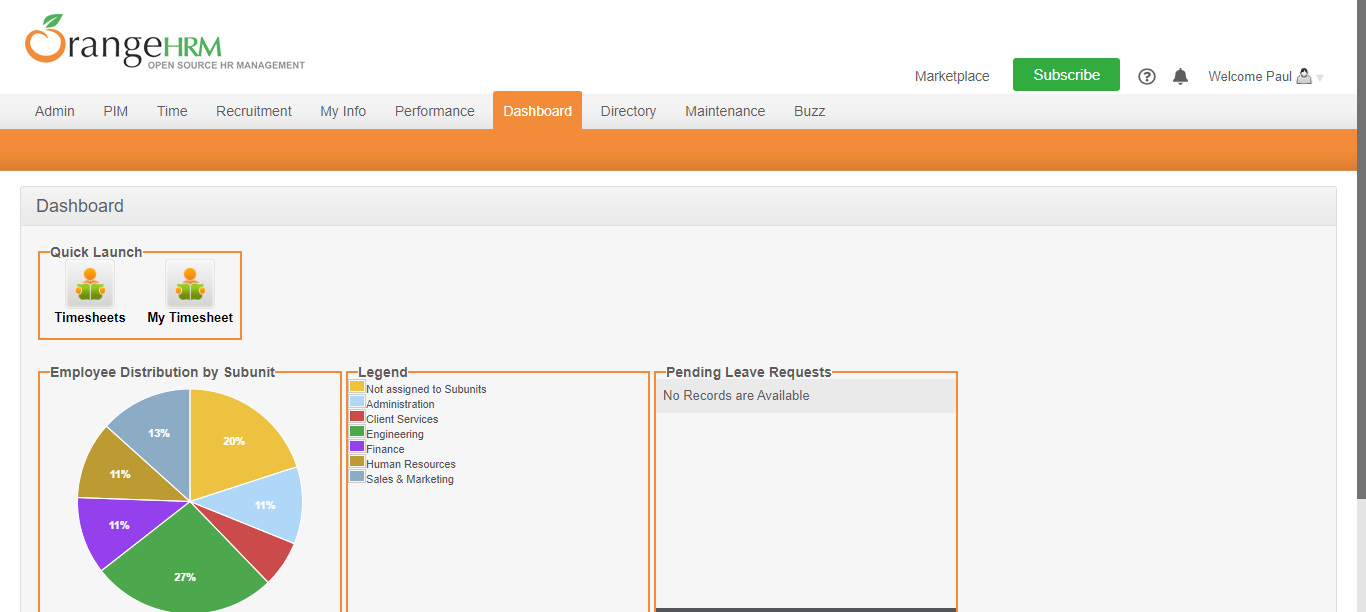 OrangeHRM
OPEN SOURCE HR MANAGEMENT
Marketplace
Subscribe
?
Welcome Paul
Admin PIM Time Recruitment My Info Performance Dashboard Directory Maintenance Buzz
Dashboard
Quick Launch
Timesheets
My Timesheet
Employee Distribution by Subunit
20%
11%
27%
11%
11%
13%
Legend
Not assigned to Subunits
Administration
Client Services
Engineering
Finance
Human Resources
Sales & Marketing
Pending Leave Requests
No Records are Available